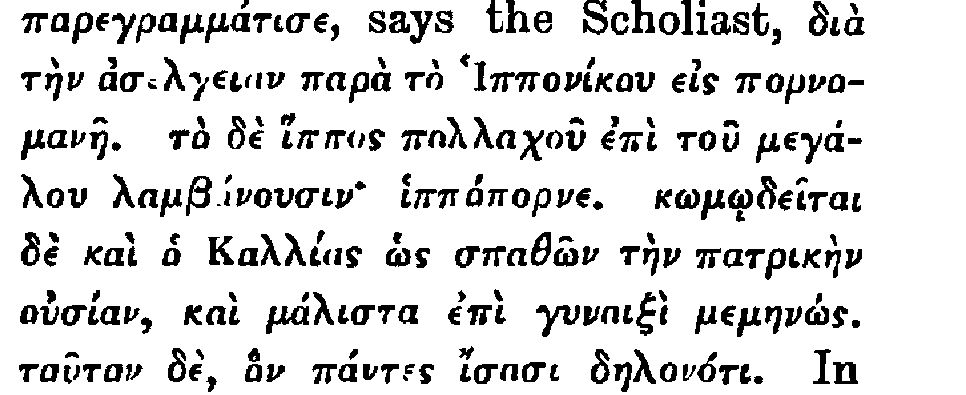 παρεγραμμάτισε, says the Scholiast, διὰ
τὴν ἀσέλγειαν παρὰ τὸ Ἱππονίκου εἰς πορνο-
μανῆ. τὸ δὲ ἵππος πολλαχοῦ ἐπὶ τοῦ μεγά-
λου λαμβάνουσιν· ἱππόπορνε. κωμῳδεῖται
δὲ καὶ ὁ Καλλίας ὡς σπαθῶν τὴν πατρικὴν
οὐσίαν, καὶ μάλιστα ἐπὶ γυναιξὶ μεμηνώς.
ταῦταν δὲ, ὃν πάντες ἴσασι δηλονότι. In